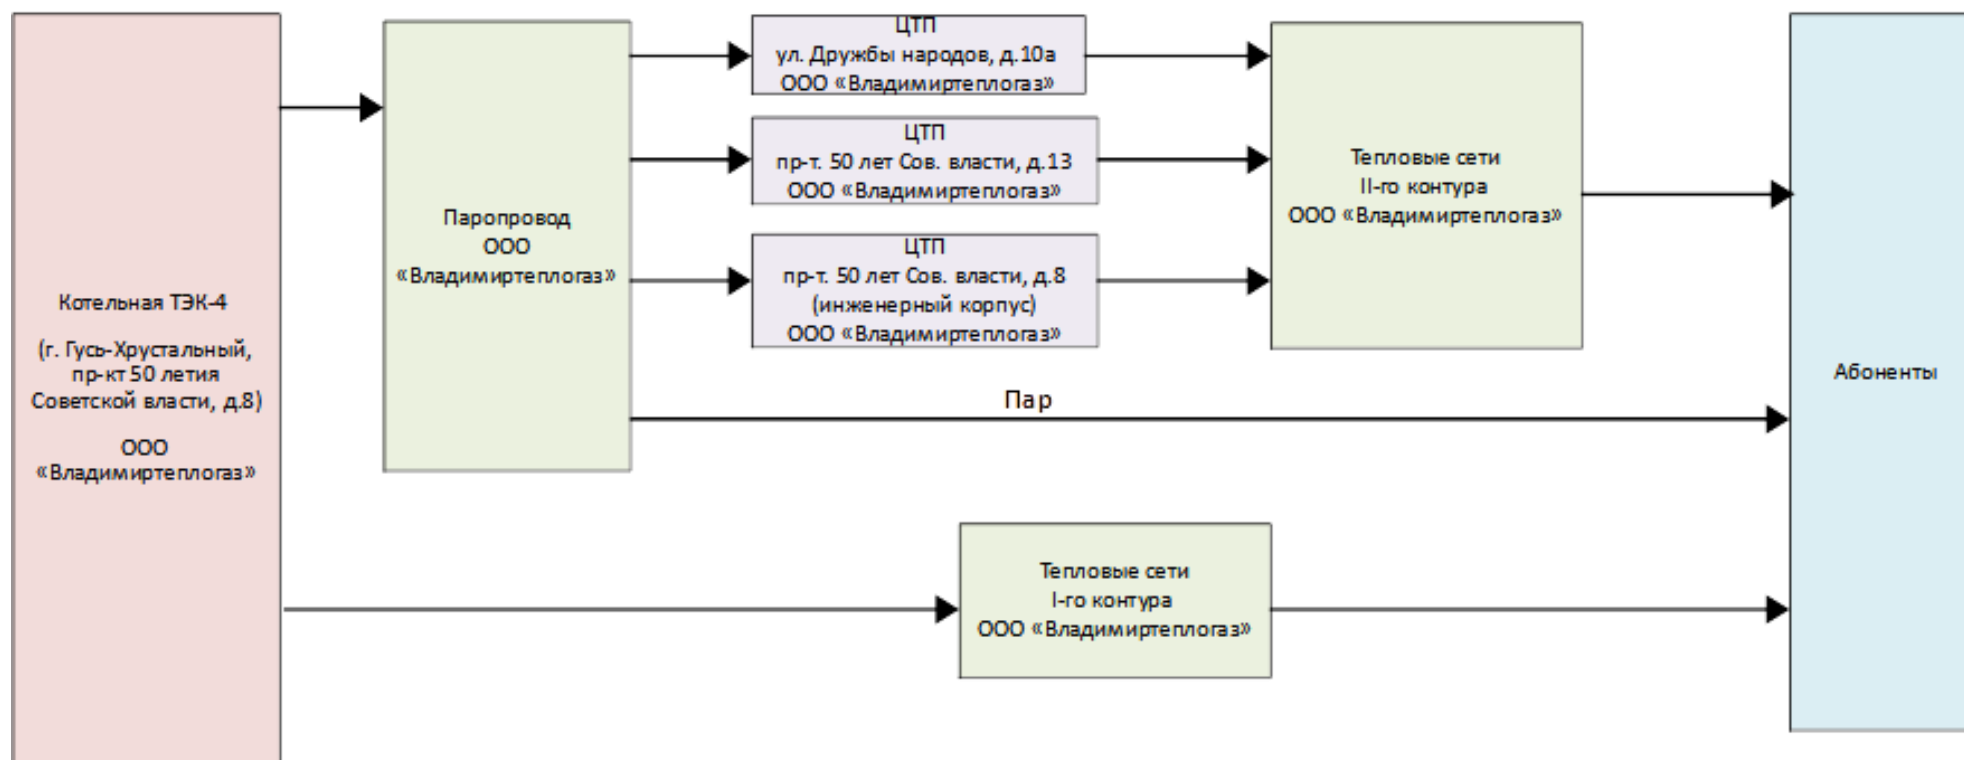 Котельная ТЭК-4
(г. Гусь-Хрустальный,
пр-кт 50 летия
Советской власти, д.8)
ООО
«Владимиртеплогаз»
Паропровод
ООО
«Владимиртеплогаз»
ЦТП
ул. Дружбы народов, д.10а
ООО «Владимиртеплогаз»
ЦТП
пр-т. 50 лет Сов. власти, д.13
ООО «Владимиртеплогаз»
ЦТП
пр-т. 50 лет Сов. власти, д.8
(инженерный корпус)
ООО «Владимиртеплогаз»
Тепловые сети
II-го контура
ООО «Владимиртеплогаз»
Пар
Тепловые сети
I-го контура
ООО «Владимиртеплогаз»
Абоненты